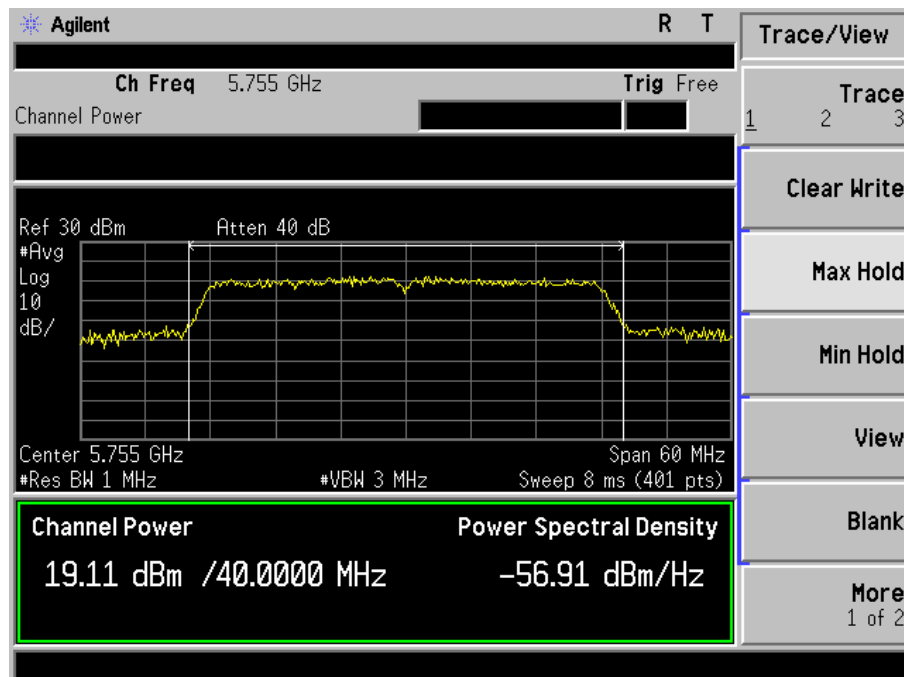 Agilent R T
Ch Freq 5.755 GHz Trig Free
Channel Power
Ref 30 dBm Atten 40 dB
#Avg
Log
10
dB/
Center 5.755 GHz Span 60 MHz
#Res BW 1 MHz #VBW 3 MHz Sweep 8 ms (401 pts)
Channel Power Power Spectral Density
19.11 dBm /40.0000 MHz -56.91 dBm/Hz
Trace/View
Trace
1 2 3
Clear Write
Max Hold
Min Hold
View
Blank
More
1 of 2